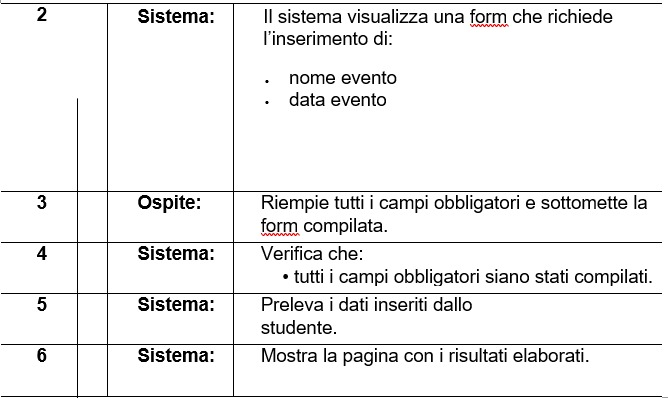 2 Sistema: Il sistema visualizza una form che richiede
l'inserimento di:
• nome evento
• data evento
3 Ospite: Riempie tutti i campi obbligatori e sottomette la
form compilata.
4 Sistema: Verifica che:
• tutti i campi obbligatori siano stati compilati.
5 Sistema: Preleva i dati inseriti dallo
studente.
6 Sistema: Mostra la pagina con i risultati elaborati.